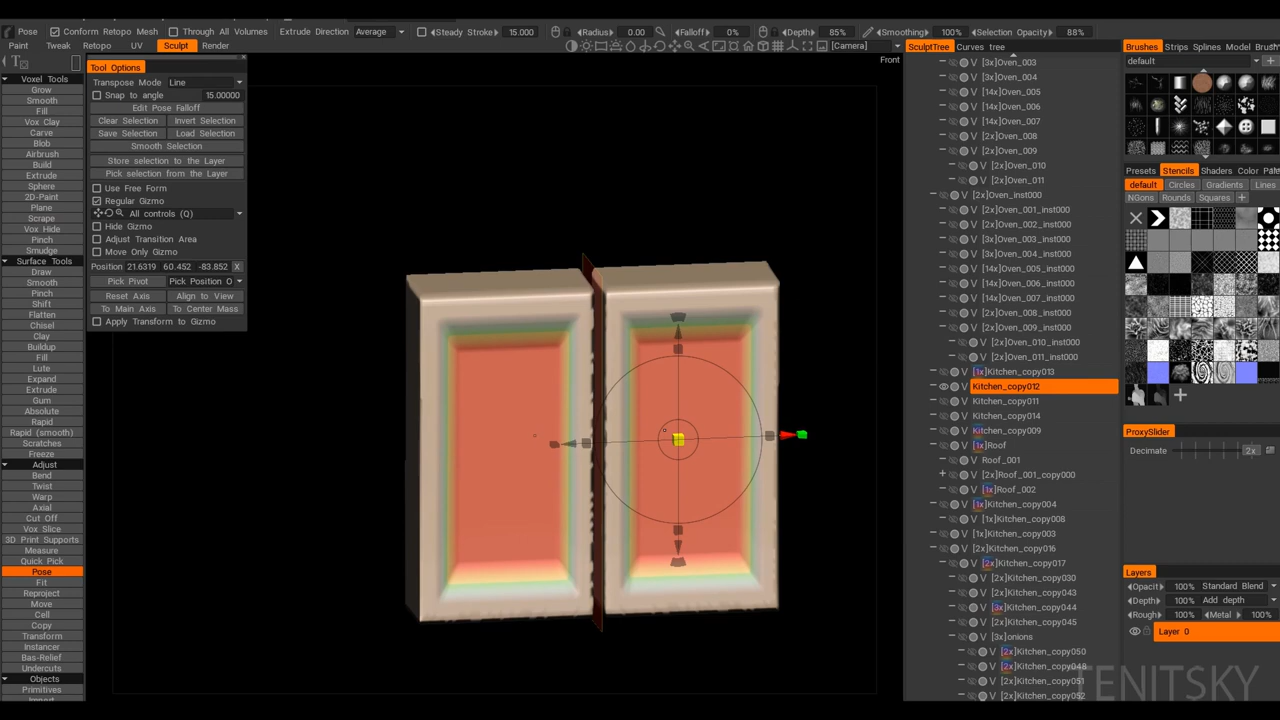 Pose Conform Retopo Mesh Through All Volumes Extrude Direction Average Steady Stroke 15.000 Radius 0.00 Falloff 0% Depth 85% Smoothing 100% Selection Opacity 88%
Paint Tweak Retopo UV Sculpt Render [Camera]
SculptTree Curves tree
Brushes Strips Splines Model
default
Front
Tool Options
Transpose Mode Line
Snap to angle 15.00000
Edit Pose Falloff
Clear Selection Invert Selection
Save Selection Load Selection
Smooth Selection
Store selection to the Layer
Pick selection from the Layer
Use Free Form
Regular Gizmo
All controls (Q)
Hide Gizmo
Adjust Transition Area
Move Only Gizmo
Position 21.6319 60.452 -83.852 X
Pick Pivot Pick Position O
Reset Axis Align to View
To Main Axis To Center Mass
Apply Transform to Gizmo
Voxel Tools
Grow
Smooth
Fill
Vox Clay
Carve
Blob
Airbrush
Build
Extrude
Sphere
2D-Paint
Plane
Scrape
Vox Hide
Pinch
Smudge
Surface Tools
Draw
Smooth
Pinch
Shift
Flatten
Chisel
Clay
Buildup
Fill
Lute
Expand
Extrude
Gum
Absolute
Rapid
Rapid (smooth)
Scratches
Freeze
Adjust
Bend
Twist
Warp
Axial
Cut Off
Vox Slice
3D Print Supports
Measure
Quick Pick
Pose
Fit
Reproject
Move
Cell
Copy
Transform
Instancer
Bas-Relief
Undercuts
Objects
Primitives
V [3x]Oven_003
V [3x]Oven_004
V [14x]Oven_005
V [14x]Oven_006
V [14x]Oven_007
V [2x]Oven_008
V [2x]Oven_009
V [2x]Oven_010
V [2x]Oven_011
V [2x]Oven_inst000
V [2x]Oven_001_inst000
V [2x]Oven_002_inst000
V [3x]Oven_003_inst000
V [3x]Oven_004_inst000
V [14x]Oven_005_inst000
V [14x]Oven_006_inst000
V [14x]Oven_007_inst000
V [2x]Oven_008_inst000
V [2x]Oven_009_inst000
V [2x]Oven_010_inst000
V [2x]Oven_011_inst000
V [1x]Kitchen_copy013
V Kitchen_copy012
V Kitchen_copy011
V Kitchen_copy014
V Kitchen_copy009
V [1x]Roof
V Roof_001
V [2x]Roof_001_copy000
V [1x]Roof_002
V [1x]Kitchen_copy004
V [1x]Kitchen_copy008
V [1x]Kitchen_copy003
V [2x]Kitchen_copy016
V [2x]Kitchen_copy017
V [2x]Kitchen_copy030
V [2x]Kitchen_copy043
V [3x]Kitchen_copy044
V [2x]Kitchen_copy045
V [3x]onions
V [2x]Kitchen_copy050
V [2x]Kitchen_copy048
V [2x]Kitchen_copy051
V [2x]Kitchen_copy052
Presets Stencils Shaders Color
default Circles Gradients Lines
NGons Rounds Squares
ProxySlider
Decimate 2x
Layers
Opacit 100% Standard Blend
Depth 100% Add depth
Rough 100% Metal 100%
Layer 0
TENITSKY